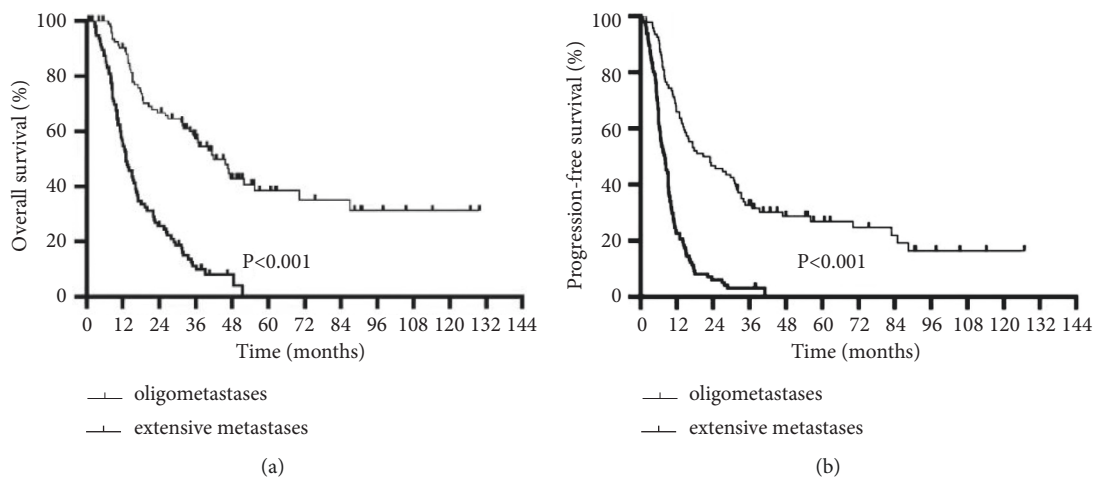 100
80
60
40
20
0
Overall survival (%)
P<0.001
0 12 24 36 48 60 72 84 96 108 120 132 144
Time (months)
oligometastases
extensive metastases
(a)
100
80
60
40
20
0
Progression-free survival (%)
P<0.001
0 12 24 36 48 60 72 84 96 108 120 132 144
Time (months)
oligometastases
extensive metastases
(b)